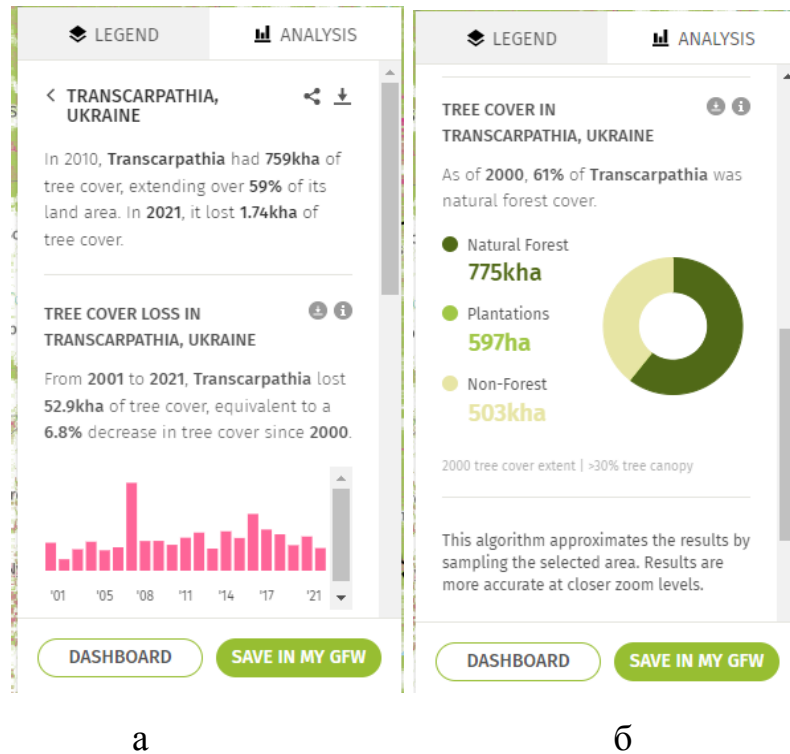 LEGEND
ANALYSIS
TRANSCARPATHIA,
UKRAINE
In 2010, Transcarpathia had 759kha of
tree cover, extending over 59% of its
land area. In 2021, it lost 1.74kha of
tree cover.
TREE COVER LOSS IN
TRANSCARPATHIA, UKRAINE
From 2001 to 2021, Transcarpathia lost
52.9kha of tree cover, equivalent to a
6.8% decrease in tree cover since 2000.
'01 '05 '08 '11 '14 '17 '21
DASHBOARD
SAVE IN MY GFW
а
LEGEND
ANALYSIS
TREE COVER IN
TRANSCARPATHIA, UKRAINE
As of 2000, 61% of Transcarpathia was
natural forest cover.
Natural Forest
775kha
Plantations
597ha
Non-Forest
503kha
2000 tree cover extent | >30% tree canopy
This algorithm approximates the results by
sampling the selected area. Results are
more accurate at closer zoom levels.
DASHBOARD
SAVE IN MY GFW
б